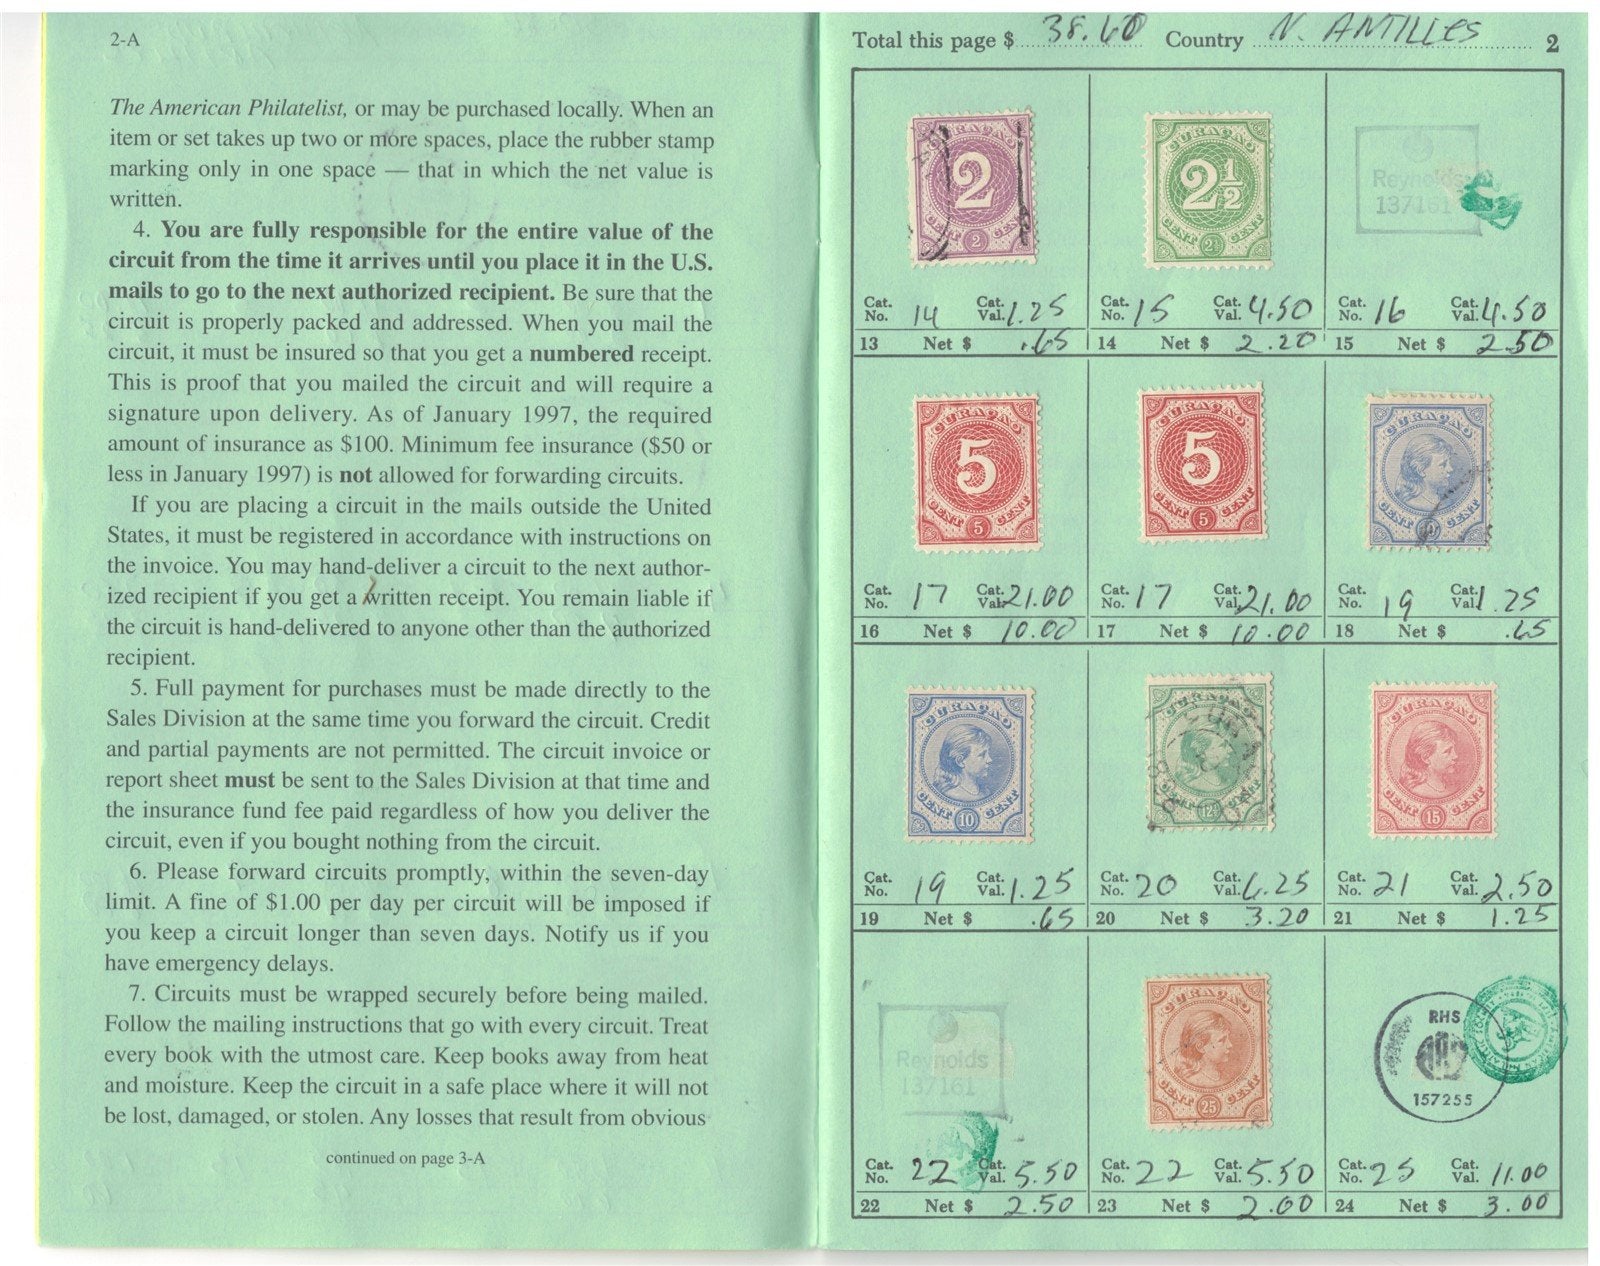 2-A
The American Philatelist, or may be purchased locally. When an
item or set takes up two or more spaces, place the rubber stamp
marking only in one space — that in which the net value is
written.
4. You are fully responsible for the entire value of the
circuit from the time it arrives until you place it in the U.S.
mails to go to the next authorized recipient. Be sure that the
circuit is properly packed and addressed. When you mail the
circuit, it must be insured so that you get a numbered receipt.
This is proof that you mailed the circuit and will require a
signature upon delivery. As of January 1997, the required
amount of insurance as $100. Minimum fee insurance ($50 or
less in January 1997) is not allowed for forwarding circuits.
If you are placing a circuit in the mails outside the United
States, it must be registered in accordance with instructions on
the invoice. You may hand-deliver a circuit to the next author-
ized recipient if you get a written receipt. You remain liable if
the circuit is hand-delivered to anyone other than the authorized
recipient.
5. Full payment for purchases must be made directly to the
Sales Division at the same time you forward the circuit. Credit
and partial payments are not permitted. The circuit invoice or
report sheet must be sent to the Sales Division at that time and
the insurance fund fee paid regardless of how you deliver the
circuit, even if you bought nothing from the circuit.
6. Please forward circuits promptly, within the seven-day
limit. A fine of $1.00 per day per circuit will be imposed if
you keep a circuit longer than seven days. Notify us if you
have emergency delays.
7. Circuits must be wrapped securely before being mailed.
Follow the mailing instructions that go with every circuit. Treat
every book with the utmost care. Keep books away from heat
and moisture. Keep the circuit in a safe place where it will not
be lost, damaged, or stolen. Any losses that result from obvious
continued on page 3-A
Total this page $ 38.60 Country N. ANTILLES 2
CURAÇAO
2
CENT 2 CENT
CURAÇAO
2 1/2
CENT 2½ CENT
Reynolds
137161
Cat. No. 14 Cat. Val. 1.25 Cat. No. 15 Cat. Val. 4.50 Cat. No. 16 Cat. Val. 4.50
13 Net $ .65 14 Net $ 2.20 15 Net $ 2.50
CURAÇAO
5
CENT 5 CENT
CURAÇAO
5
CENT 5 CENT
CURAÇAO
CENT 10 CENT
Cat. No. 17 Cat. Val. 21.00 Cat. No. 17 Cat. Val. 21.00 Cat. No. 19 Cat. Val. 1.25
16 Net $ 10.00 17 Net $ 10.00 18 Net $ .65
CURAÇAO
CENT 10 CENT
CURAÇAO
CENT 12½ CENT
CURAÇAO
CENT 15 CENT
Cat. No. 19 Cat. Val. 1.25 Cat. No. 20 Cat. Val. 6.25 Cat. No. 21 Cat. Val. 2.50
19 Net $ .65 20 Net $ 3.20 21 Net $ 1.25
Reynolds
137161
CURAÇAO
CENT 25 CENT
RHS
157255
Cat. No. 22 Cat. Val. 5.50 Cat. No. 22 Cat. Val. 5.50 Cat. No. 25 Cat. Val. 11.00
22 Net $ 2.50 23 Net $ 2.00 24 Net $ 3.00